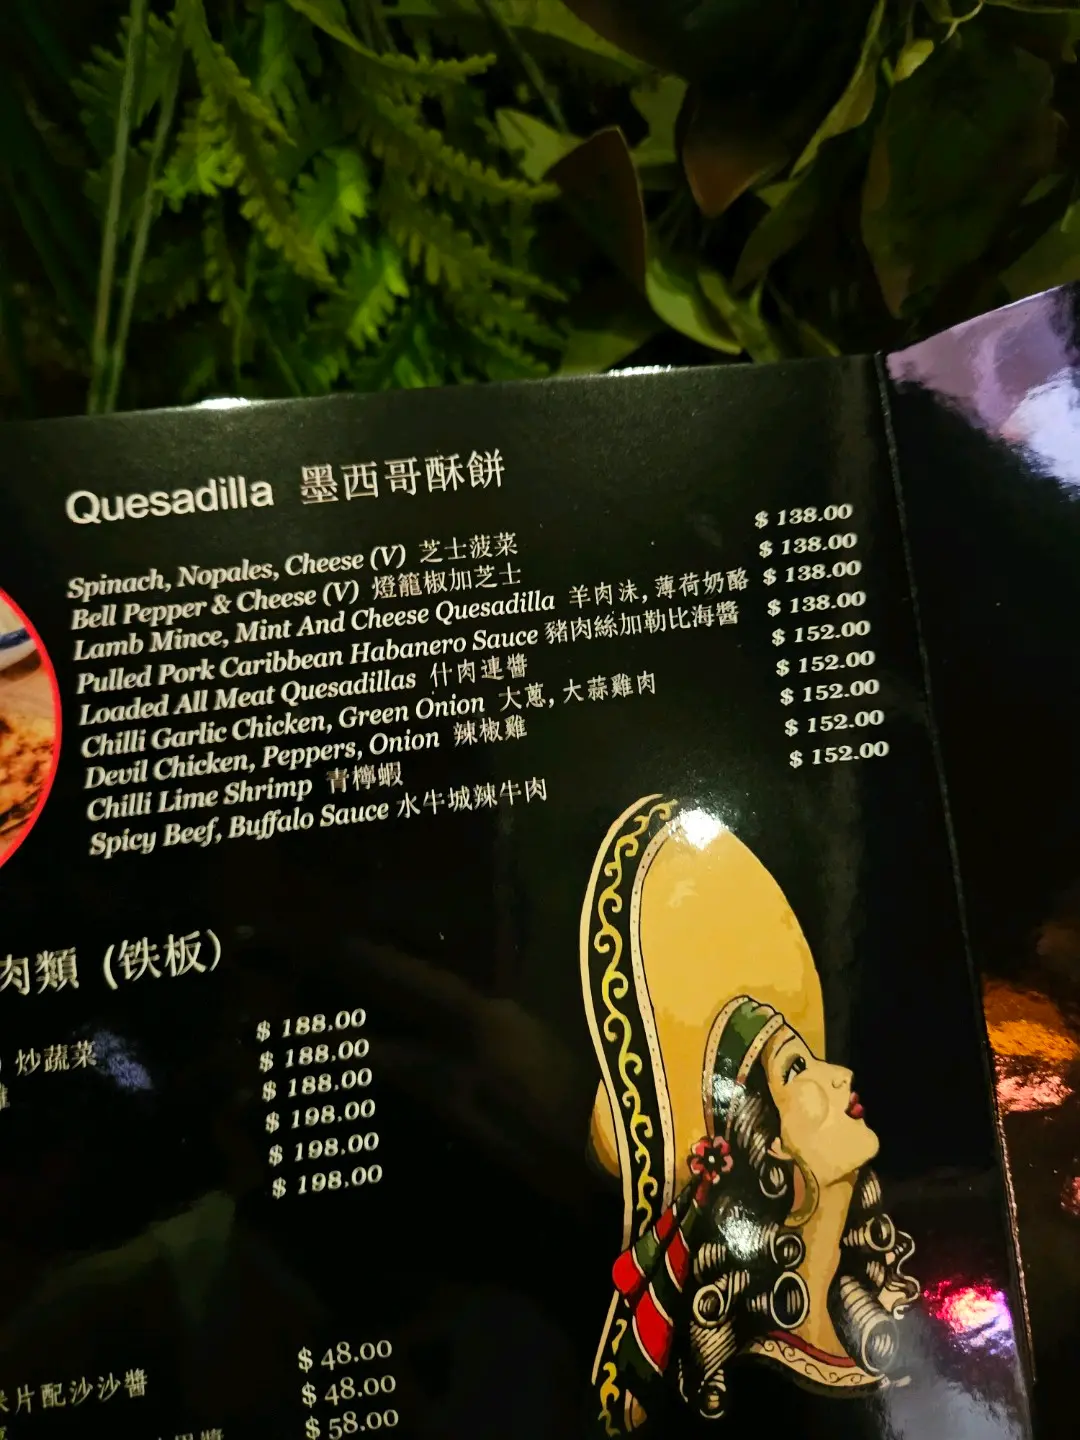 Quesadilla 墨西哥酥餅
Spinach, Nopales, Cheese (V) 芝士菠菜 $ 138.00
Bell Pepper & Cheese (V) 燈籠椒加芝士 $ 138.00
Lamb Mince, Mint And Cheese Quesadilla 羊肉沫,薄荷奶酪 $ 138.00
Pulled Pork Caribbean Habanero Sauce 豬肉絲加勒比海醬 $ 138.00
Loaded All Meat Quesadillas 什肉連醬 $ 152.00
Chilli Garlic Chicken, Green Onion 大蔥,大蒜雞肉 $ 152.00
Devil Chicken, Peppers, Onion 辣椒雞 $ 152.00
Chilli Lime Shrimp 青檸蝦 $ 152.00
Spicy Beef, Buffalo Sauce 水牛城辣牛肉 $ 152.00
肉類 (铁板)
$ 188.00
) 炒蔬菜 $ 188.00
$ 188.00
$ 198.00
$ 198.00
$ 198.00
$ 48.00
片配沙沙醬 $ 48.00
$ 58.00